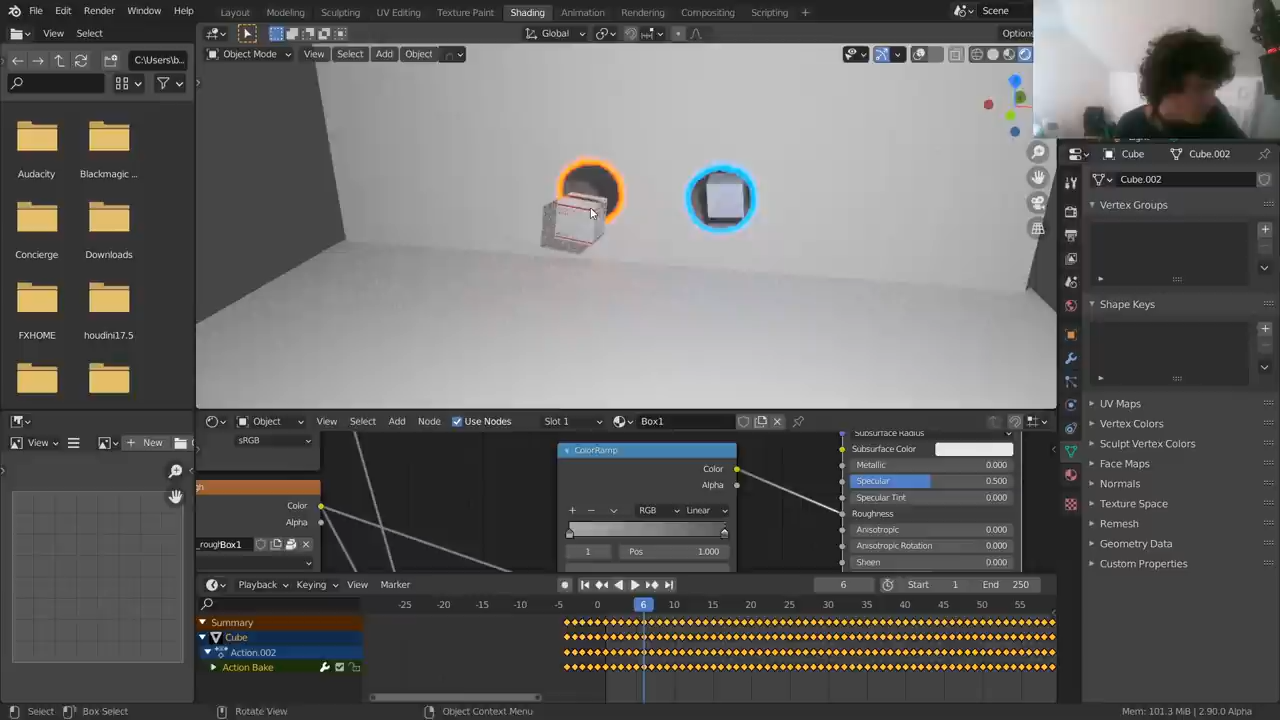 File Edit Render Window Help Layout Modeling Sculpting UV Editing Texture Paint Shading Animation Rendering Compositing Scripting + Scene
View Select Global Options
C:\Users\b...
Object Mode View Select Add Object
Audacity Blackmagic ...
Concierge Downloads
FXHOME houdini17.5
Cube Cube.002
Cube.002
Vertex Groups
Shape Keys
UV Maps
Vertex Colors
Sculpt Vertex Colors
Face Maps
Normals
Texture Space
Remesh
Geometry Data
Custom Properties
View New
Object View Select Add Node Use Nodes Slot 1 Box1
sRGB
Color
Alpha
_roughBox1
ColorRamp
Color
Alpha
RGB Linear
1 Pos 1.000
Subsurface Radius
Subsurface Color
Metallic 0.000
Specular 0.500
Specular Tint 0.000
Roughness
Anisotropic 0.000
Anisotropic Rotation 0.000
Sheen 0.000
Playback Keying View Marker 6 Start 1 End 250
-25 -20 -15 -10 -5 0 6 10 15 20 25 30 35 40 45 50 55
Summary
Cube
Action.002
Action Bake
Select Box Select Rotate View Object Context Menu Mem: 101.3 MiB | 2.90.0 Alpha